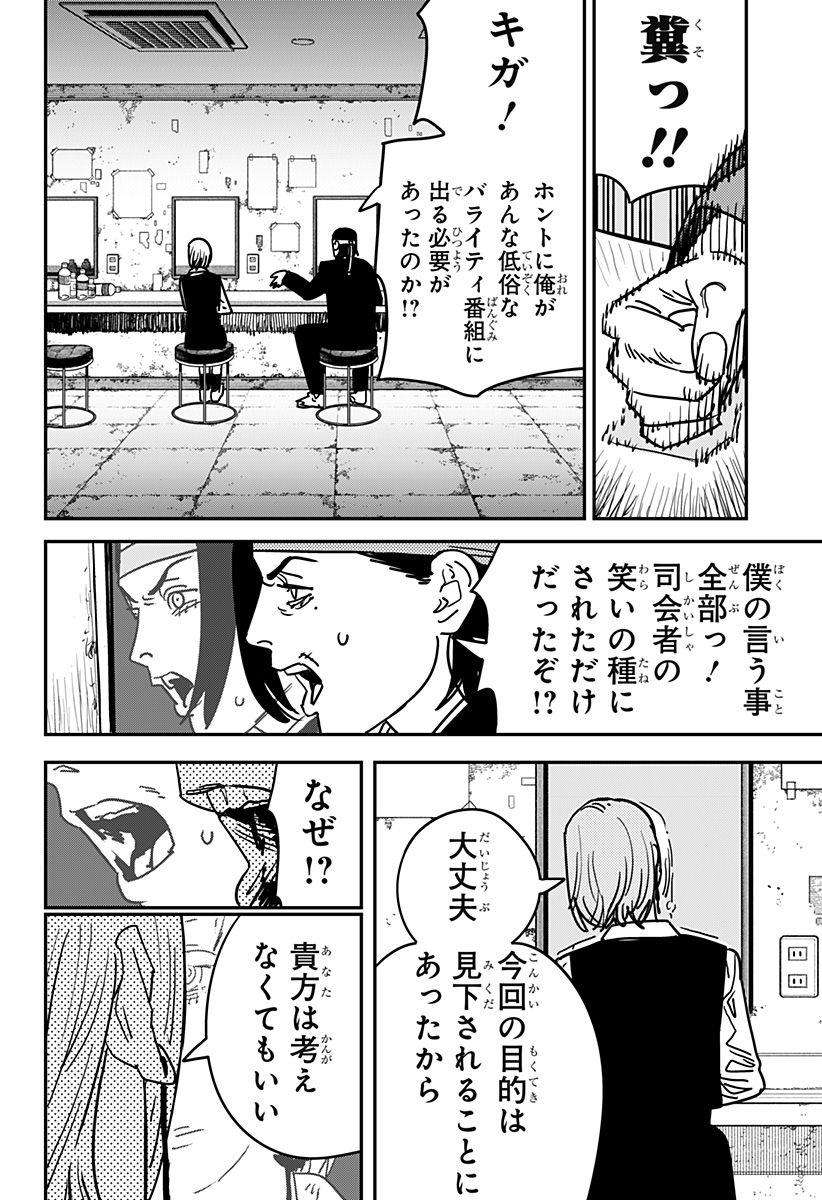 糞っ!!
キガ!
ホントに俺が
あんな低俗な
バライティ番組に
出る必要が
あったのか!?
僕の言う事
全部っ!
司会者の
笑いの種に
されただけ
だったぞ!?
大丈夫
今回の目的は
見下されることに
あったから
なぜ!?
貴方は考え
なくてもいい